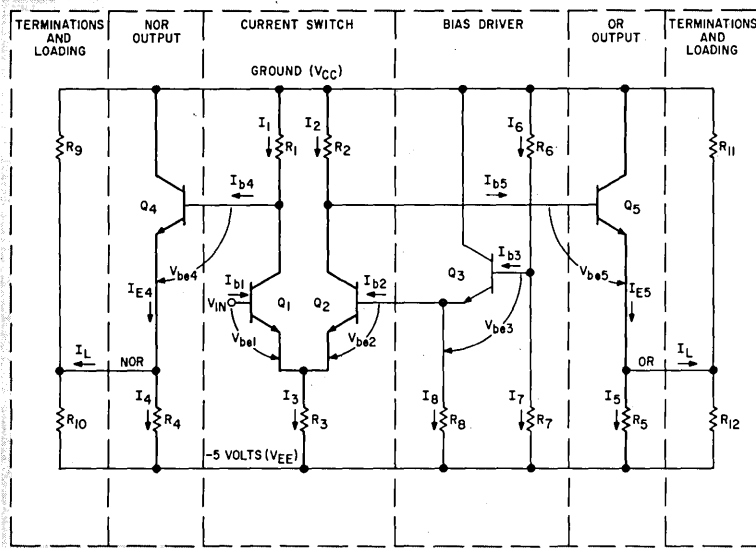 TERMINATIONS AND LOADING
NOR OUTPUT
CURRENT SWITCH
BIAS DRIVER
OR OUTPUT
TERMINATIONS AND LOADING
GROUND (VCC)
I1
I2
I6
R9
R1
R2
R6
R11
Ib4
Ib5
Q4
Q5
Vbe4
Ib1
Ib2
Q3
Ib3
Vbe5
IE4
VIN
Q1
Q2
Vbe3
IE5
Vbe1
Vbe2
IL
NOR
OR
IL
I4
I3
I8
I7
I5
R10
R4
R3
R8
R7
R5
R12
-5 VOLTS (VEE)